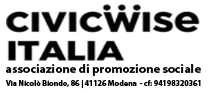 CIVICWISE
ITALIA
associazione di promozione sociale
Via Nicolò Biondo, 86 | 41126 Modena - cf: 94198320361